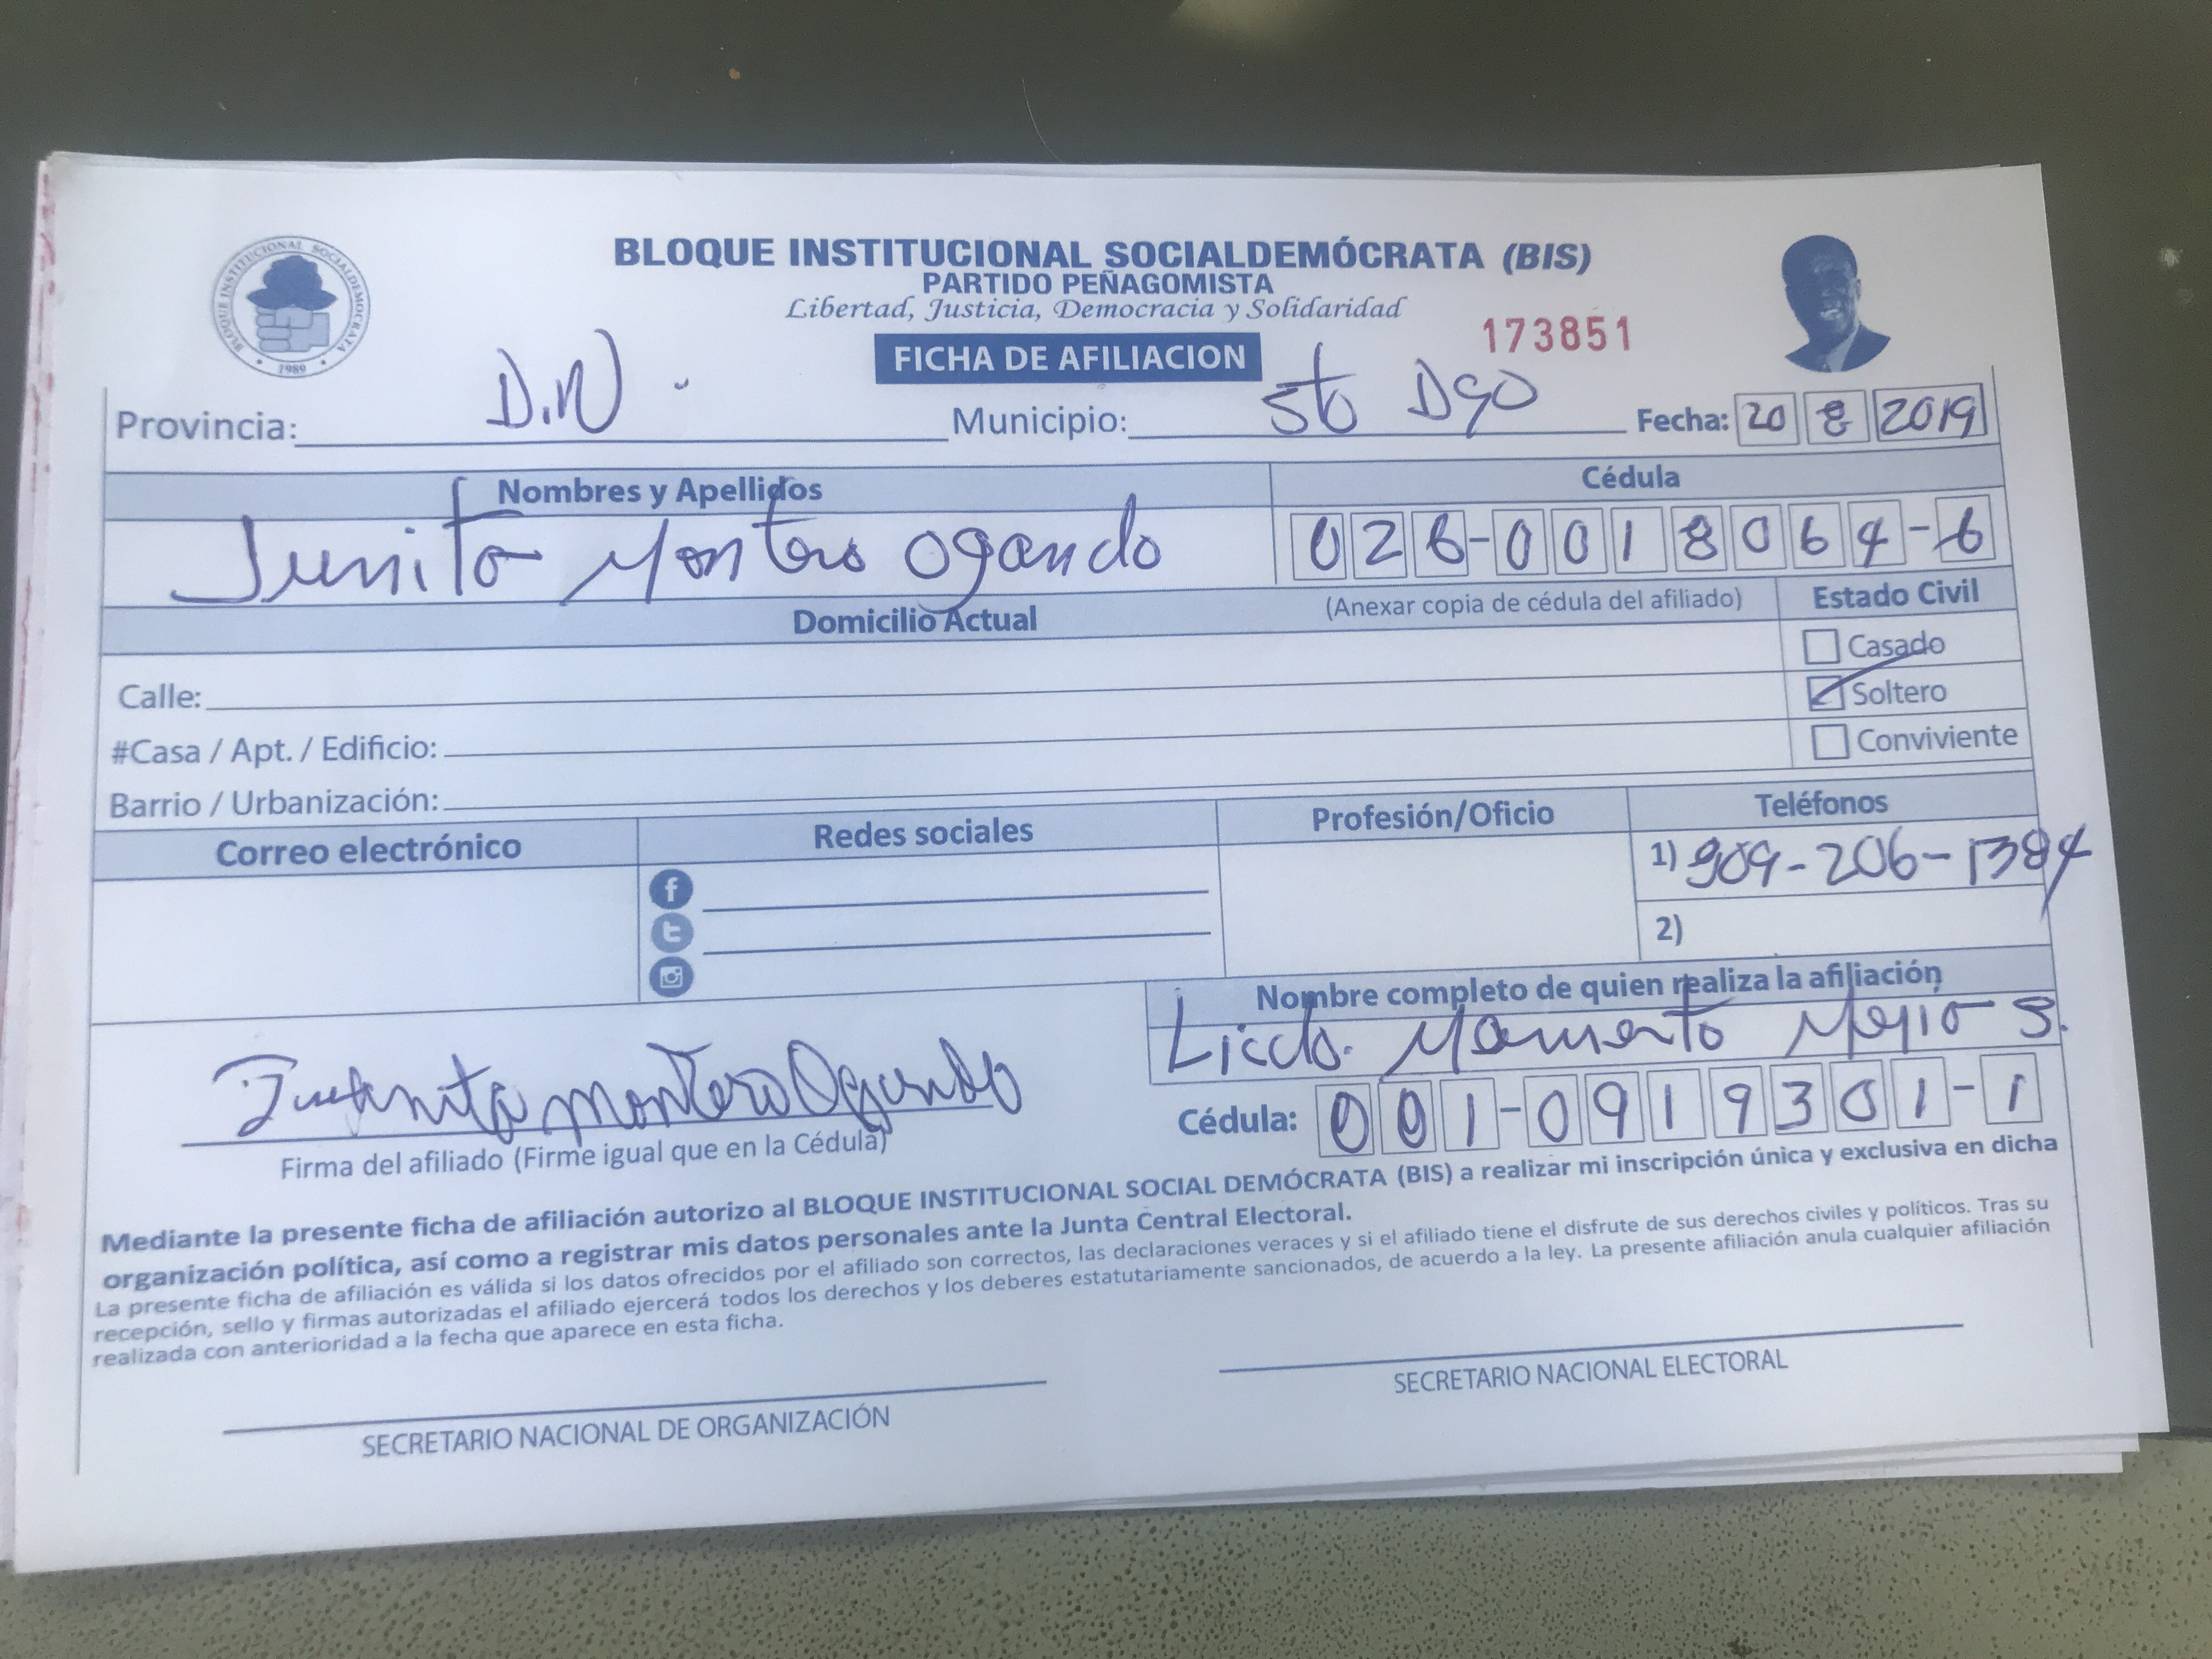 BLOQUE INSTITUCIONAL SOCIALDEMOCRATA
1989
BLOQUE INSTITUCIONAL SOCIALDEMÓCRATA (BIS)
PARTIDO PEÑAGOMISTA
Libertad, Justicia, Democracia y Solidaridad
173851
FICHA DE AFILIACION
Provincia: D.N. Municipio: Sto Dgo Fecha: 20 8 2019
Nombres y Apellidos Cédula
Montero Ogando 026-0018064-6
Domicilio Actual (Anexar copia de cédula del afiliado) Estado Civil
Casado
Calle: Soltero
#Casa / Apt. / Edificio: Conviviente
Barrio / Urbanización:
Correo electrónico Redes sociales Profesión/Oficio Teléfonos
1) 809-206-1384
2)
Nombre completo de quien realiza la afiliación
Licdo. S.
Juanita Montero Ogando
Cédula: 001-0919301-1
Firma del afiliado (Firme igual que en la Cédula)
Mediante la presente ficha de afiliación autorizo al BLOQUE INSTITUCIONAL SOCIAL DEMÓCRATA (BIS) a realizar mi inscripción única y exclusiva en dicha
organización política, así como a registrar mis datos personales ante la Junta Central Electoral.
La presente ficha de afiliación es válida si los datos ofrecidos por el afiliado son correctos, las declaraciones veraces y si el afiliado tiene el disfrute de sus derechos civiles y políticos. Tras su
recepción, sello y firmas autorizadas el afiliado ejercerá todos los derechos y los deberes estatutariamente sancionados, de acuerdo a la ley. La presente afiliación anula cualquier afiliación
realizada con anterioridad a la fecha que aparece en esta ficha.
SECRETARIO NACIONAL DE ORGANIZACIÓN SECRETARIO NACIONAL ELECTORAL